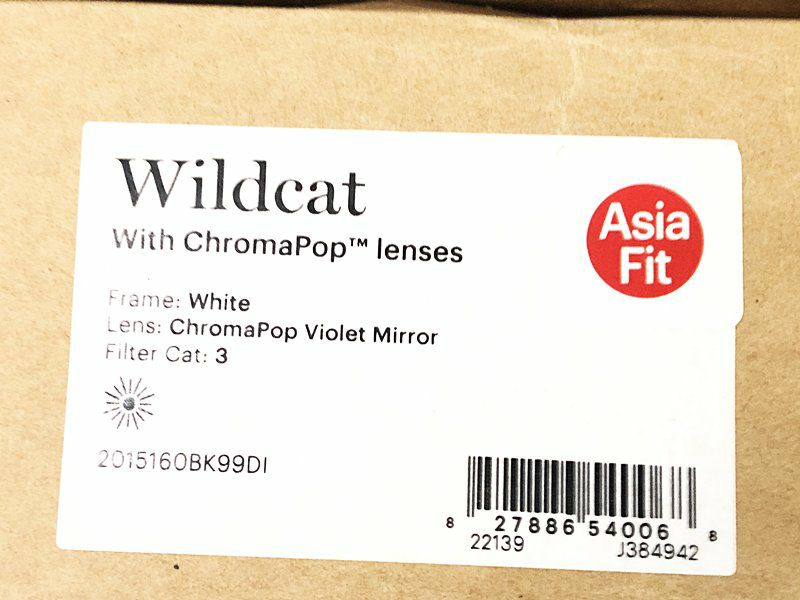 Wildcat
With ChromaPop™ lenses
Asia
Fit
Frame: White
Lens: ChromaPop Violet Mirror
Filter Cat: 3
2015160BK99DI
8 27886 54006 8
22139 J384942